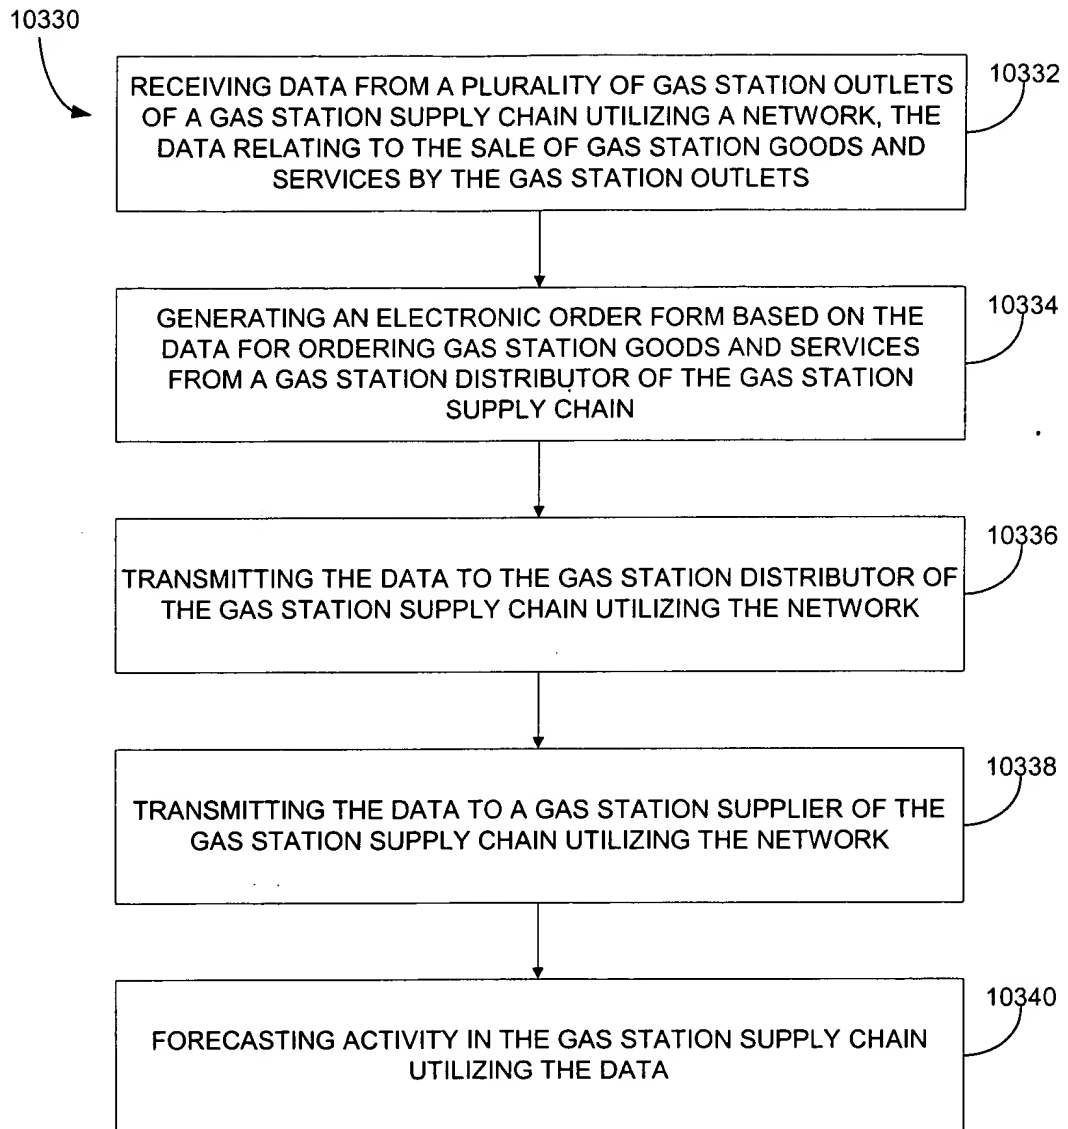 10330
RECEIVING DATA FROM A PLURALITY OF GAS STATION OUTLETS
OF A GAS STATION SUPPLY CHAIN UTILIZING A NETWORK, THE
DATA RELATING TO THE SALE OF GAS STATION GOODS AND
SERVICES BY THE GAS STATION OUTLETS
10332
GENERATING AN ELECTRONIC ORDER FORM BASED ON THE
DATA FOR ORDERING GAS STATION GOODS AND SERVICES
FROM A GAS STATION DISTRIBUTOR OF THE GAS STATION
SUPPLY CHAIN
10334
TRANSMITTING THE DATA TO THE GAS STATION DISTRIBUTOR OF
THE GAS STATION SUPPLY CHAIN UTILIZING THE NETWORK
10336
TRANSMITTING THE DATA TO A GAS STATION SUPPLIER OF THE
GAS STATION SUPPLY CHAIN UTILIZING THE NETWORK
10338
FORECASTING ACTIVITY IN THE GAS STATION SUPPLY CHAIN
UTILIZING THE DATA
10340